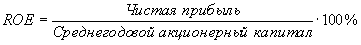 ROE = Чистая прибыль / Среднегодовой акционерный капитал · 100%